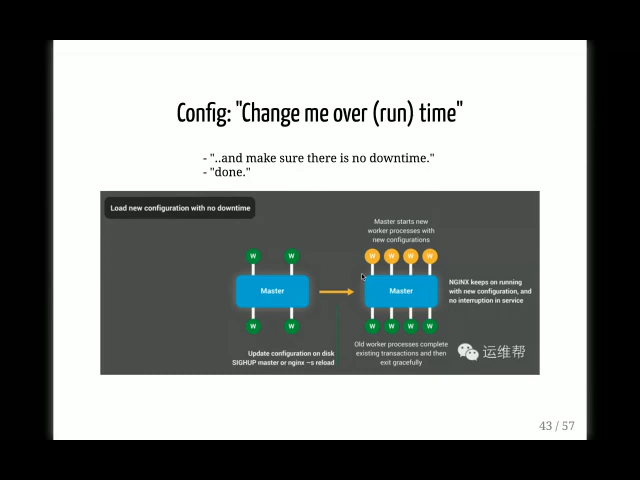 Config: "Change me over (run) time"
- "..and make sure there is no downtime."
- "done."
Load new configuration with no downtime
Master starts new
worker processes with
new configurations
W W W W W W
Master Master
NGINX keeps on running
with new configuration, and
no interruption in service
W W W W W W
Update configuration on disk
SIGHUP master or nginx –s reload
Old worker processes complete
existing transactions and then
exit gracefully
运维帮
43 / 57